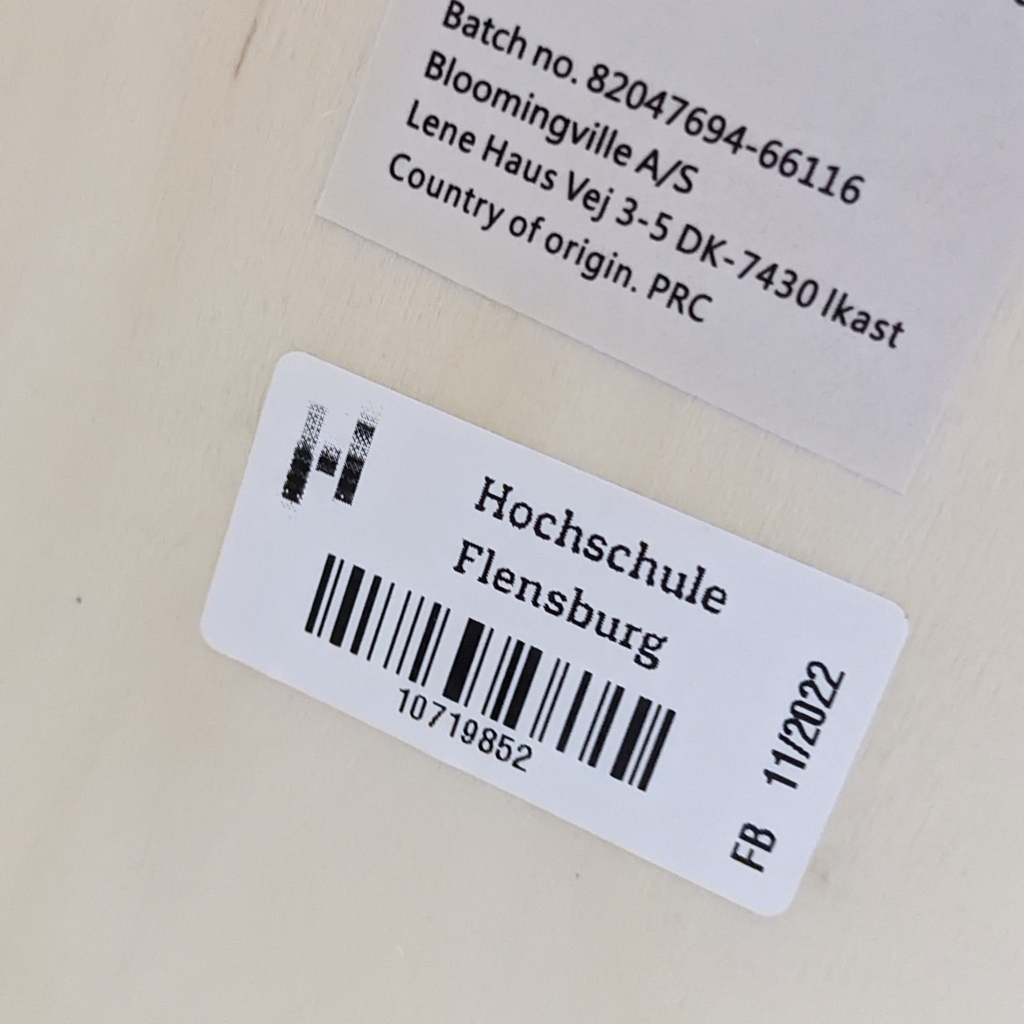 Batch no. 82047694-66116
Bloomingville A/S
Lene Haus Vej 3-5 DK-7430 Ikast
Country of origin. PRC
H
Hochschule
Flensburg
10719852
FB 11/2022